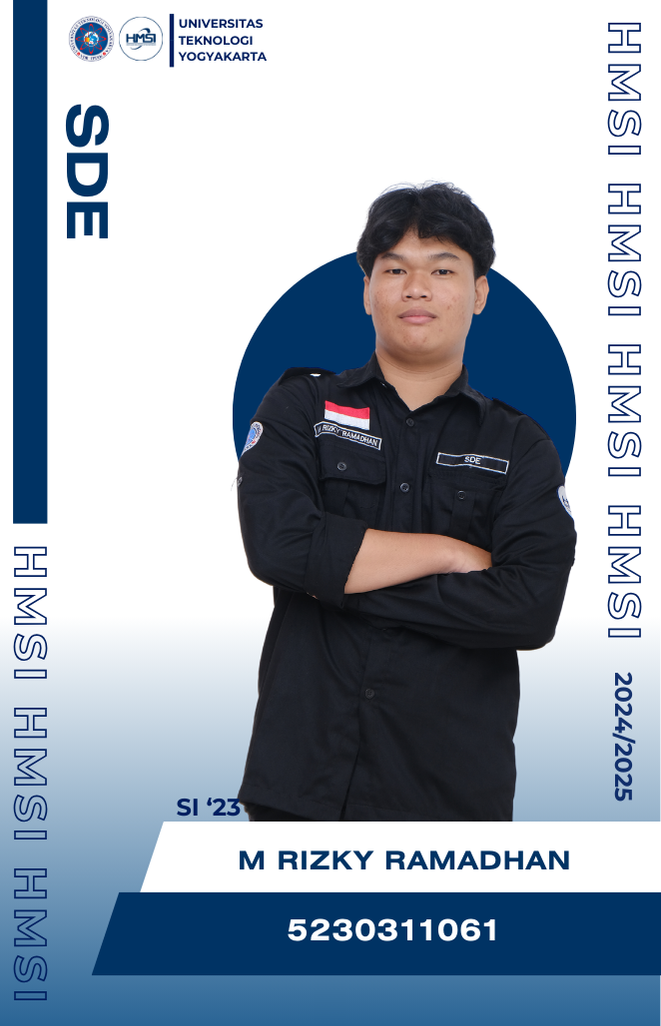 HMSI
UNIVERSITAS
TEKNOLOGI
YOGYAKARTA
SDE
HMSI HMSI HMSI HMSI 2024/2025
M RIZKY RAMADHAN
SDE
HMSI HMSI HMSI
SI ‘23
M RIZKY RAMADHAN
5230311061